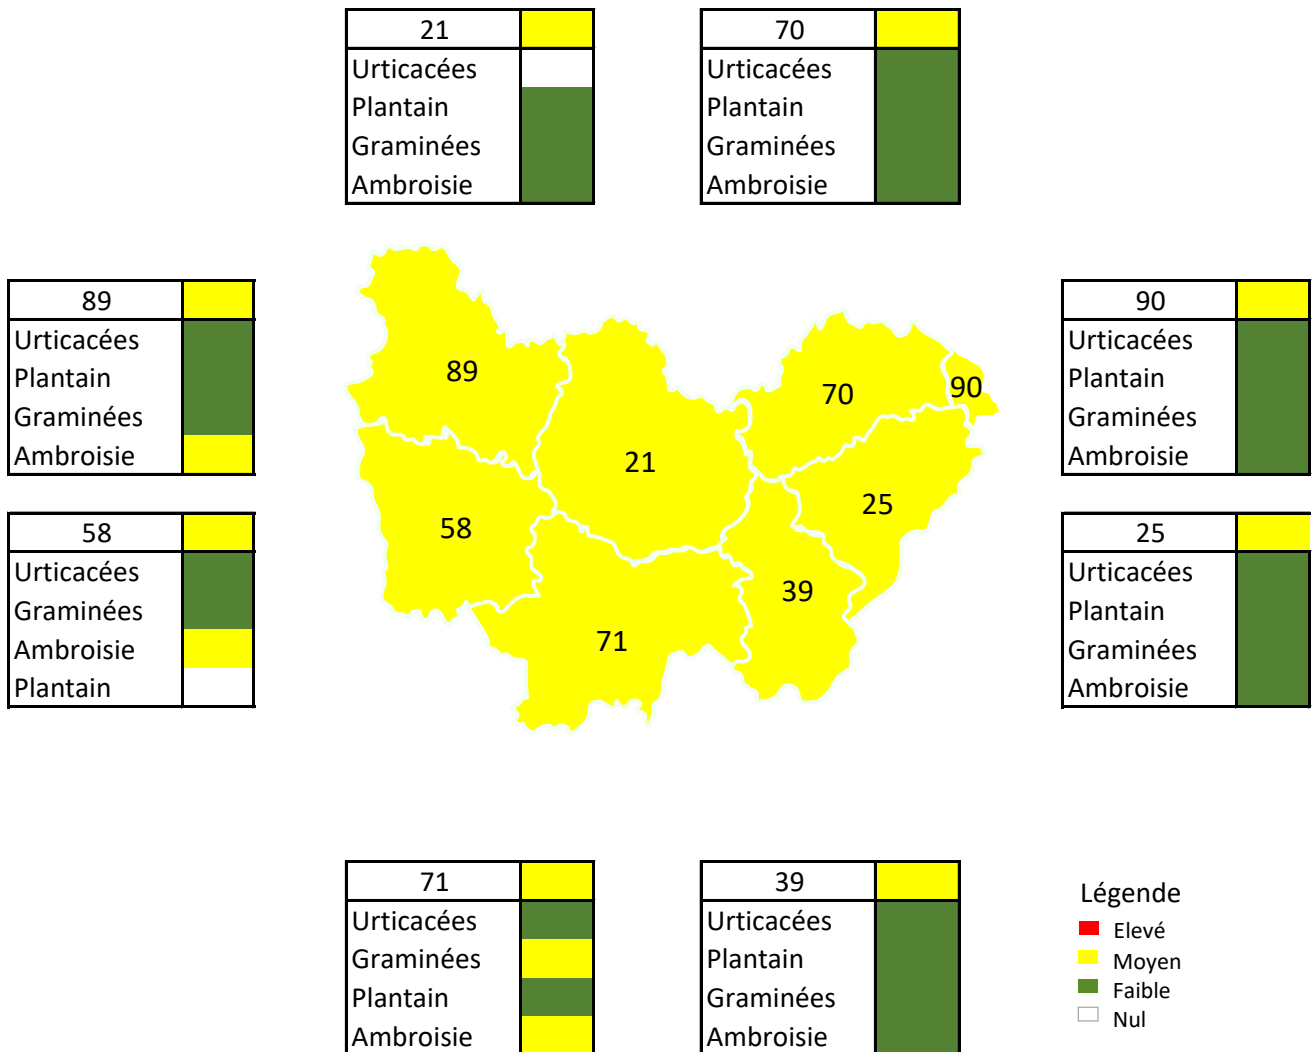 21
Urticacées
Plantain
Graminées
Ambroisie
70
Urticacées
Plantain
Graminées
Ambroisie
89
Urticacées
Plantain
Graminées
Ambroisie
58
Urticacées
Graminées
Ambroisie
Plantain
89
21
70
90
58
25
71
39
90
Urticacées
Plantain
Graminées
Ambroisie
25
Urticacées
Plantain
Graminées
Ambroisie
71
Urticacées
Graminées
Plantain
Ambroisie
39
Urticacées
Plantain
Graminées
Ambroisie
Légende
Elevé
Moyen
Faible
Nul